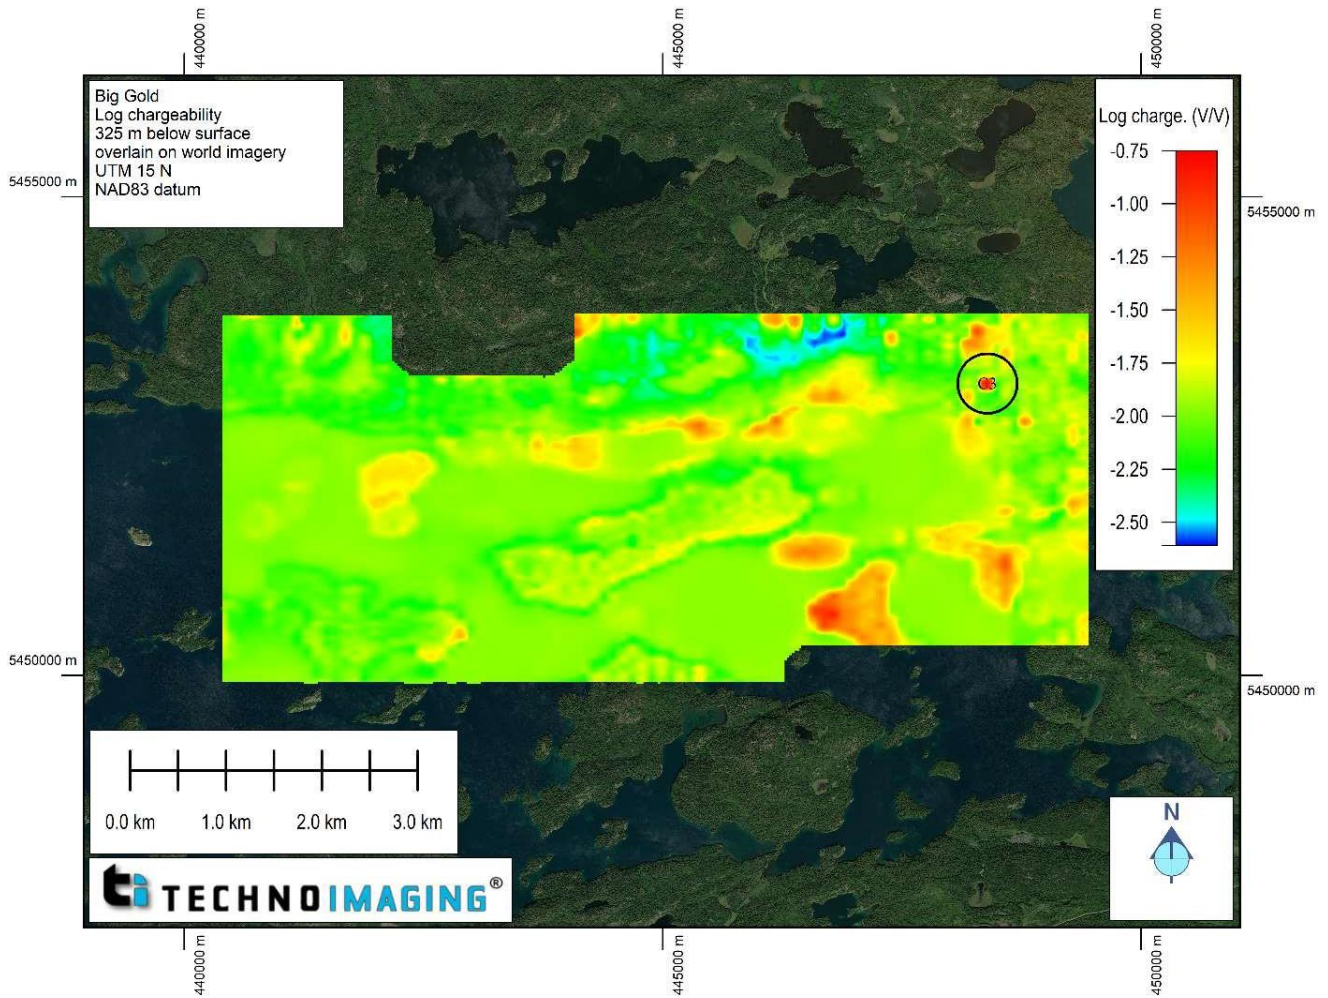 440000 m
445000 m
450000 m
Big Gold
Log chargeability
325 m below surface
overlain on world imagery
UTM 15 N
NAD83 datum
Log charge. (V/V)
-0.75
-1.00
-1.25
-1.50
-1.75
-2.00
-2.25
-2.50
5455000 m
5455000 m
5450000 m
5450000 m
0.0 km 1.0 km 2.0 km 3.0 km
N
ti TECHNOIMAGING®
440000 m
445000 m
450000 m